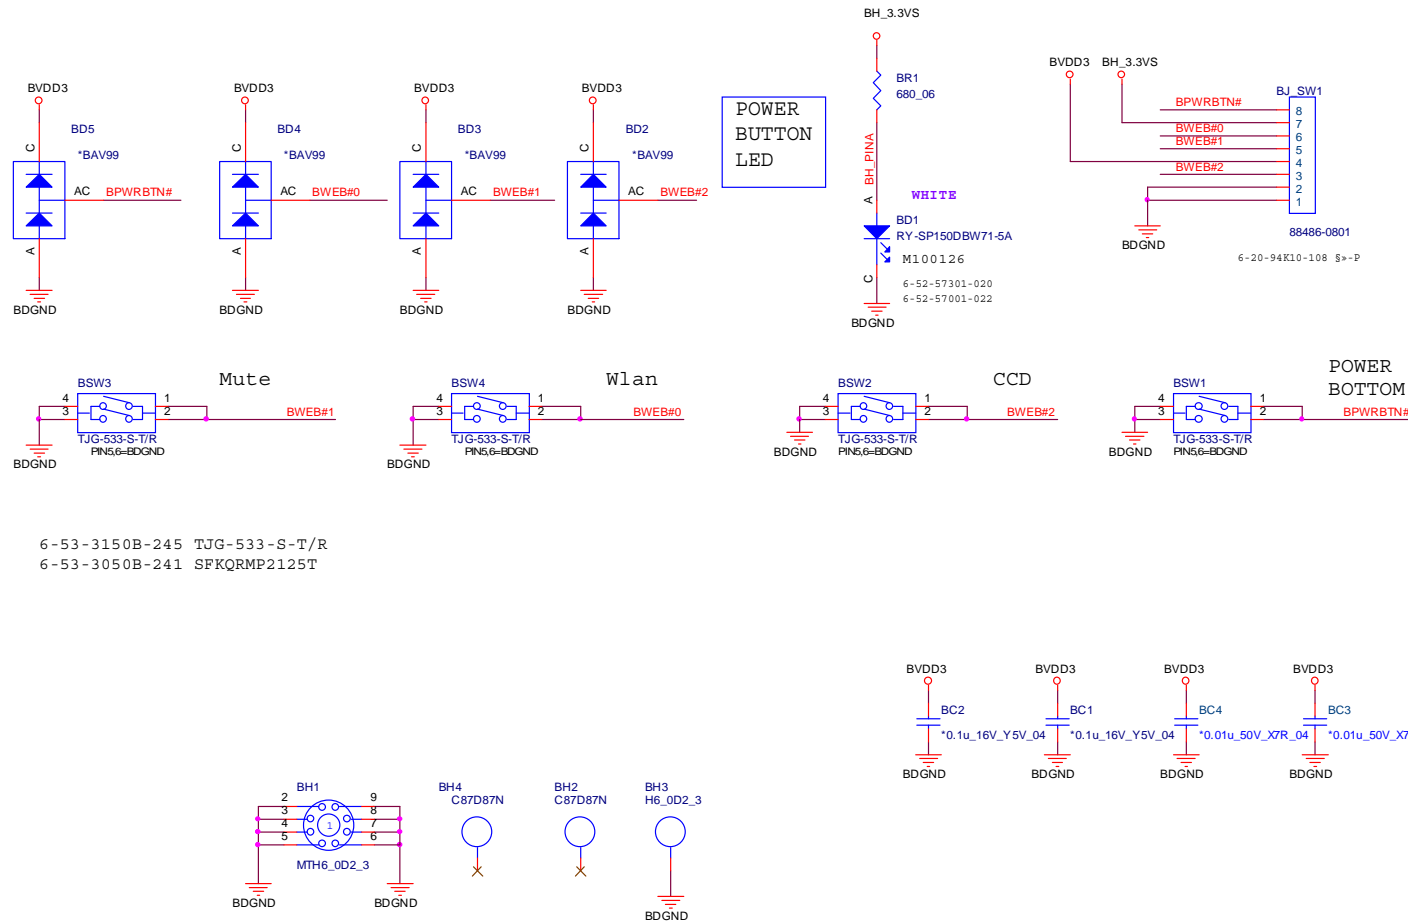 BH_3.3VS
BVDD3
BH_3.3VS
BVDD3
BVDD3
BVDD3
BVDD3
BR1
680_06
BJ_SW1
BD5
BD4
BD3
BD2
*BAV99
*BAV99
*BAV99
*BAV99
C
C
C
C
POWER
BUTTON
LED
BH_PINA
BPWRBTN#
8
7
BWEB#0
6
BWEB#1
5
4
BWEB#2
3
2
1
AC
BPWRBTN#
AC
BWEB#0
AC
BWEB#1
AC
BWEB#2
A
WHITE
BD1
RY-SP150DBW71-5A
M100126
BDGND
88486-0801
6-20-94K10-108 §»-P
A
A
A
A
C
6-52-57301-020
6-52-57001-022
BDGND
BDGND
BDGND
BDGND
BDGND
BSW3
Mute
4
1
3
2
BWEB#1
TJG-533-S-T/R
PIN5,6=BDGND
BDGND
BSW4
Wlan
4
1
3
2
BWEB#0
TJG-533-S-T/R
PIN5,6=BDGND
BDGND
BSW2
CCD
4
1
3
2
BWEB#2
TJG-533-S-T/R
PIN5,6=BDGND
BDGND
POWER
BOTTOM
BSW1
4
1
3
2
BPWRBTN#
TJG-533-S-T/R
PIN5,6=BDGND
BDGND
6-53-3150B-245 TJG-533-S-T/R
6-53-3050B-241 SFKQRMP2125T
BVDD3
BVDD3
BVDD3
BVDD3
BC2
BC1
BC4
BC3
*0.1u_16V_Y5V_04
*0.1u_16V_Y5V_04
*0.01u_50V_X7R_04
*0.01u_50V_X7
BDGND
BDGND
BDGND
BDGND
BH1
2
9
3
8
4
1
7
5
6
MTH6_0D2_3
BDGND
BDGND
BH4
C87D87N
BH2
C87D87N
BH3
H6_0D2_3
BDGND